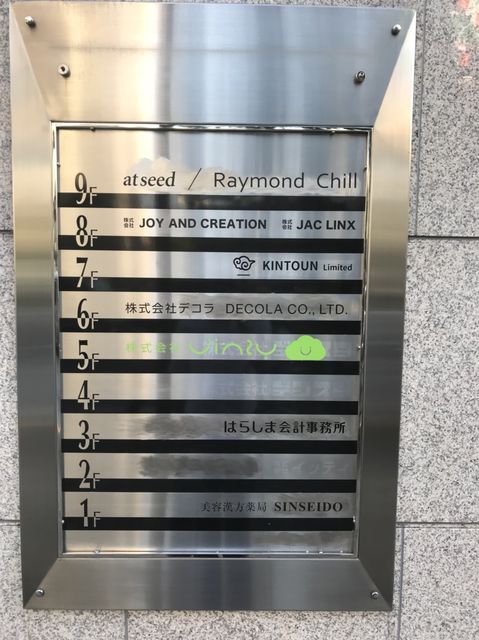 9F atseed / Raymond Chill
8F 株式会社 JOY AND CREATION 株式会社 JAC LINX
7F KINTOUN Limited
6F 株式会社デコラ DECOLA CO., LTD.
5F 株式会社
4F
3F はらしま会計事務所
2F
1F 美容漢方薬局 SINSEIDO